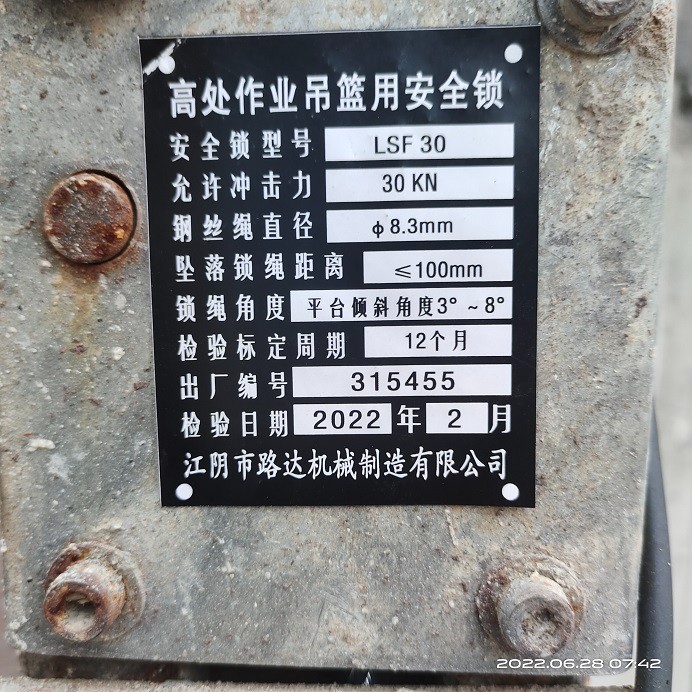 高处作业吊篮用安全锁
安全锁型号 LSF 30
允许冲击力 30 KN
钢丝绳直径 φ8.3mm
坠落锁绳距离 ≤100mm
锁绳角度 平台倾斜角度3°~8°
检验标定周期 12个月
出厂编号 315455
检验日期 2022 年 2 月
江阴市路达机械制造有限公司
2022.06.28 07:42